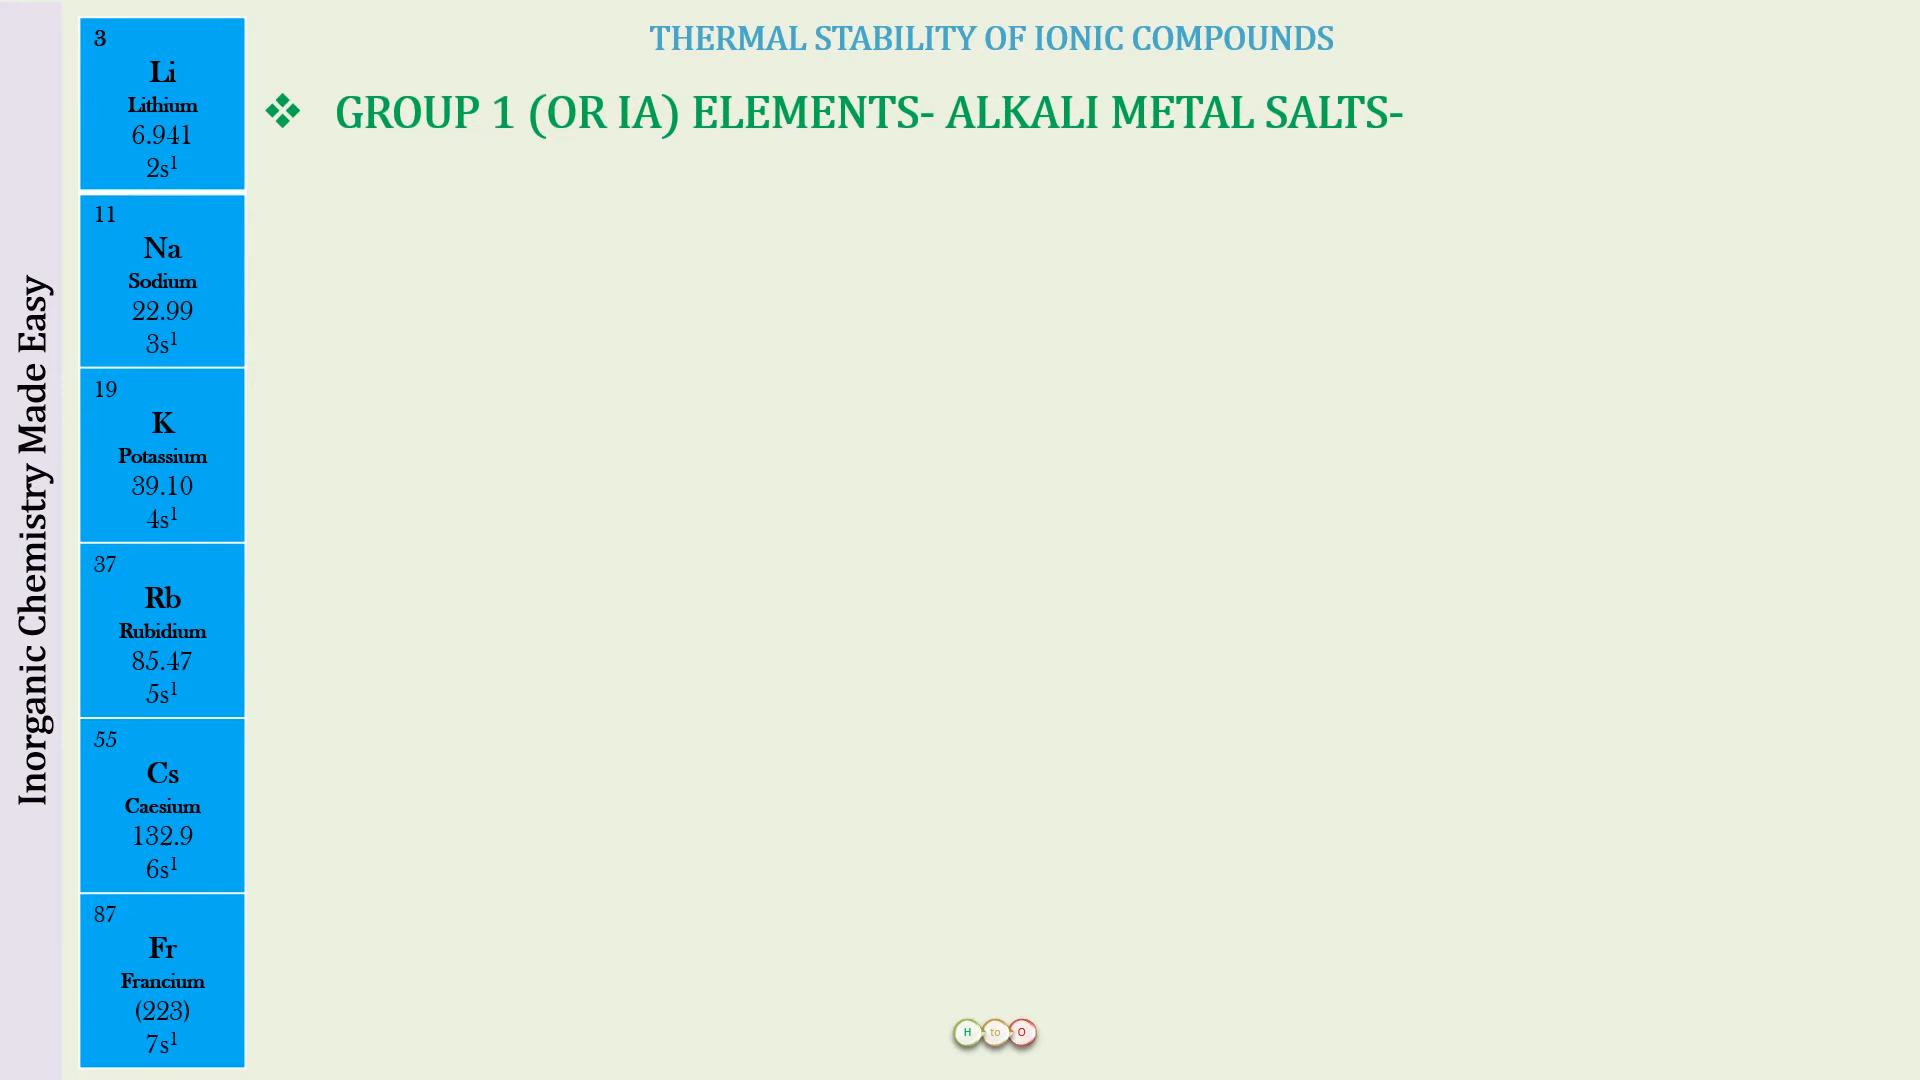 Inorganic Chemistry Made Easy
THERMAL STABILITY OF IONIC COMPOUNDS
❖ GROUP 1 (OR IA) ELEMENTS- ALKALI METAL SALTS-
3
Li
Lithium
6.941
2s¹
11
Na
Sodium
22.99
3s¹
19
K
Potassium
39.10
4s¹
37
Rb
Rubidium
85.47
5s¹
55
Cs
Caesium
132.9
6s¹
87
Fr
Francium
(223)
7s¹
H to O